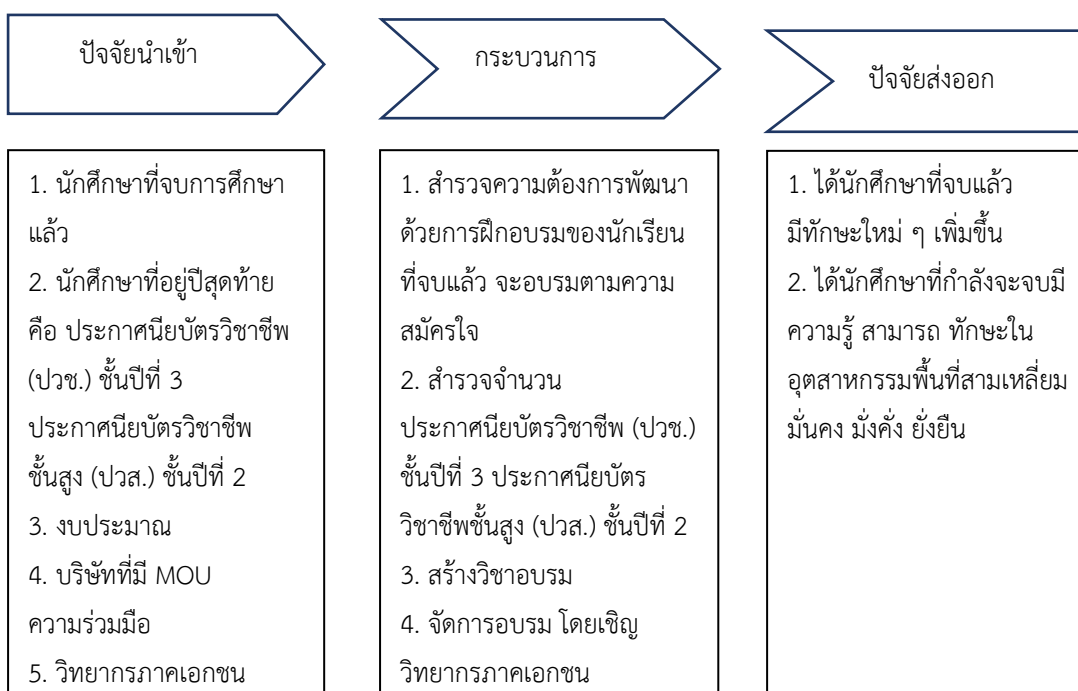 ปัจจัยนำเข้า
กระบวนการ
ปัจจัยส่งออก
1. นักศึกษาที่จบการศึกษา
แล้ว
2. นักศึกษาที่อยู่ปีสุดท้าย
คือ ประกาศนียบัตรวิชาชีพ
(ปวช.) ชั้นปีที่ 3
ประกาศนียบัตรวิชาชีพ
ชั้นสูง (ปวส.) ชั้นปีที่ 2
3. งบประมาณ
4. บริษัทที่มี MOU
ความร่วมมือ
5. วิทยากรภาคเอกชน
1. สำรวจความต้องการพัฒนา
ด้วยการฝึกอบรมของนักเรียน
ที่จบแล้ว จะอบรมตามความ
สมัครใจ
2. สำรวจจำนวน
ประกาศนียบัตรวิชาชีพ (ปวช.)
ชั้นปีที่ 3 ประกาศนียบัตร
วิชาชีพชั้นสูง (ปวส.) ชั้นปีที่ 2
3. สร้างวิชาอบรม
4. จัดการอบรม โดยเชิญ
วิทยากรภาคเอกชน
1. ได้นักศึกษาที่จบแล้ว
มีทักษะใหม่ ๆ เพิ่มขึ้น
2. ได้นักศึกษาที่กำลังจะจบมี
ความรู้ สามารถ ทักษะใน
อุตสาหกรรมพื้นที่สามเหลี่ยม
มั่นคง มั่งคั่ง ยั่งยืน